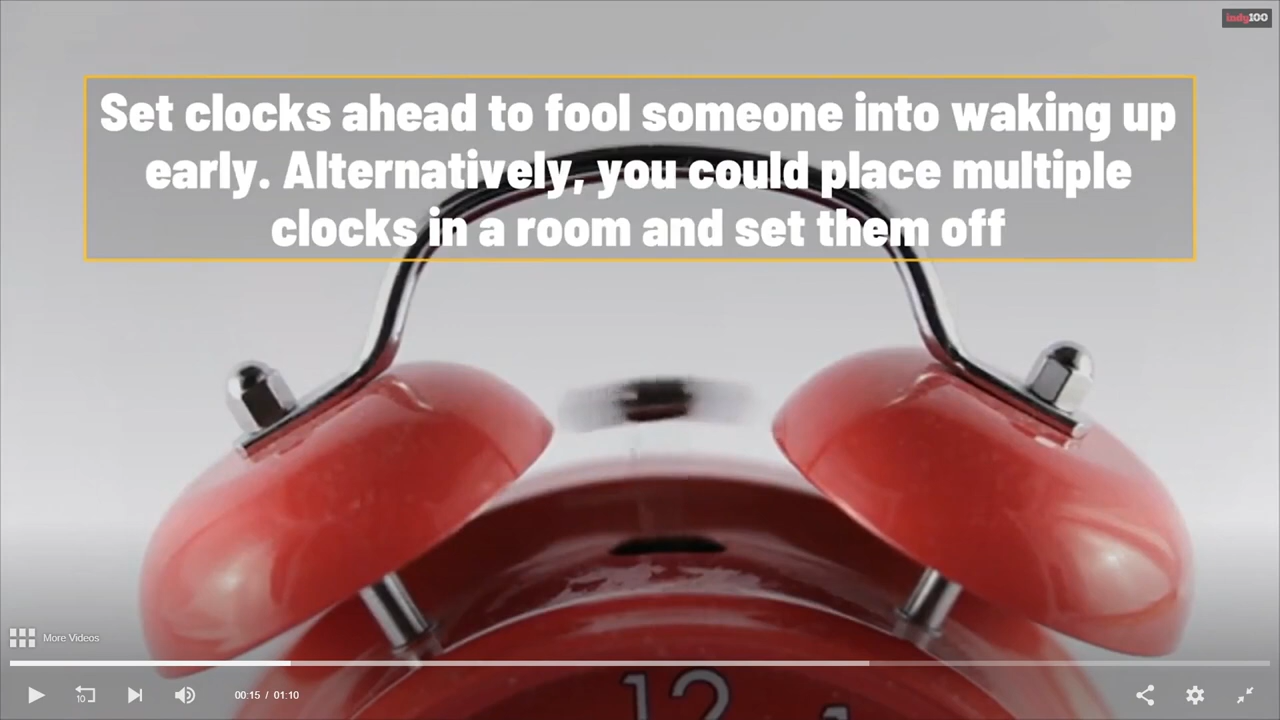 indy100
Set clocks ahead to fool someone into waking up
early. Alternatively, you could place multiple
clocks in a room and set them off
12
1
More Videos
10
00:15 / 01:10